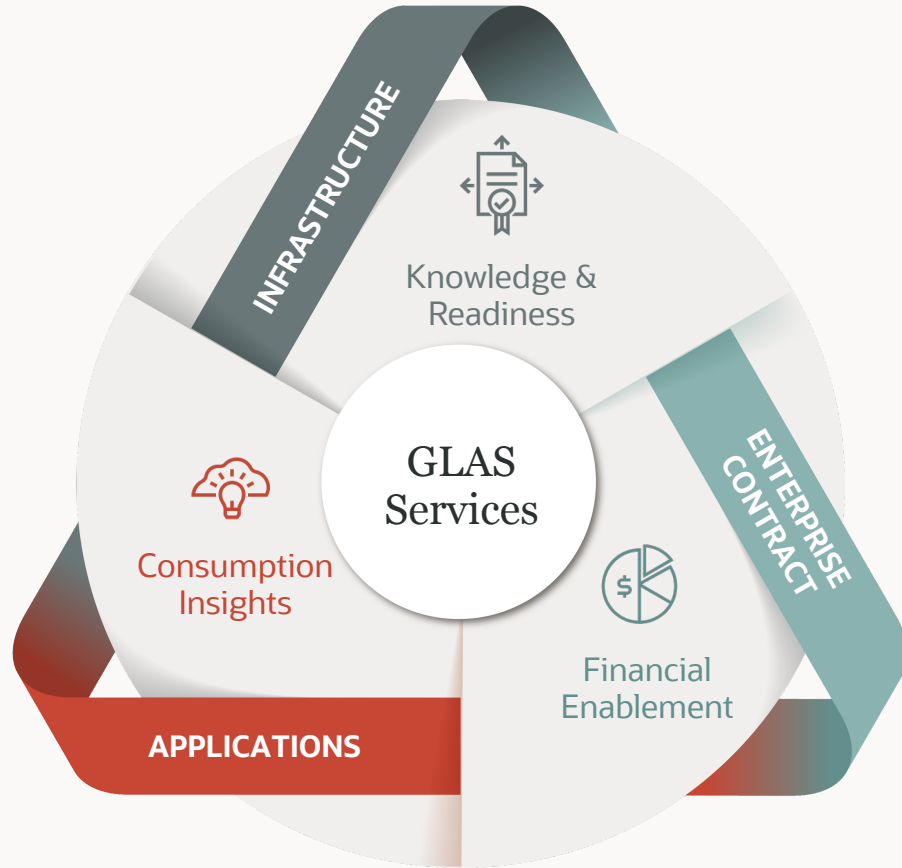 INFRASTRUCTURE
Knowledge &
Readiness
GLAS
Services
ENTERPRISE
CONTRACT
Consumption
Insights
$
Financial
Enablement
APPLICATIONS